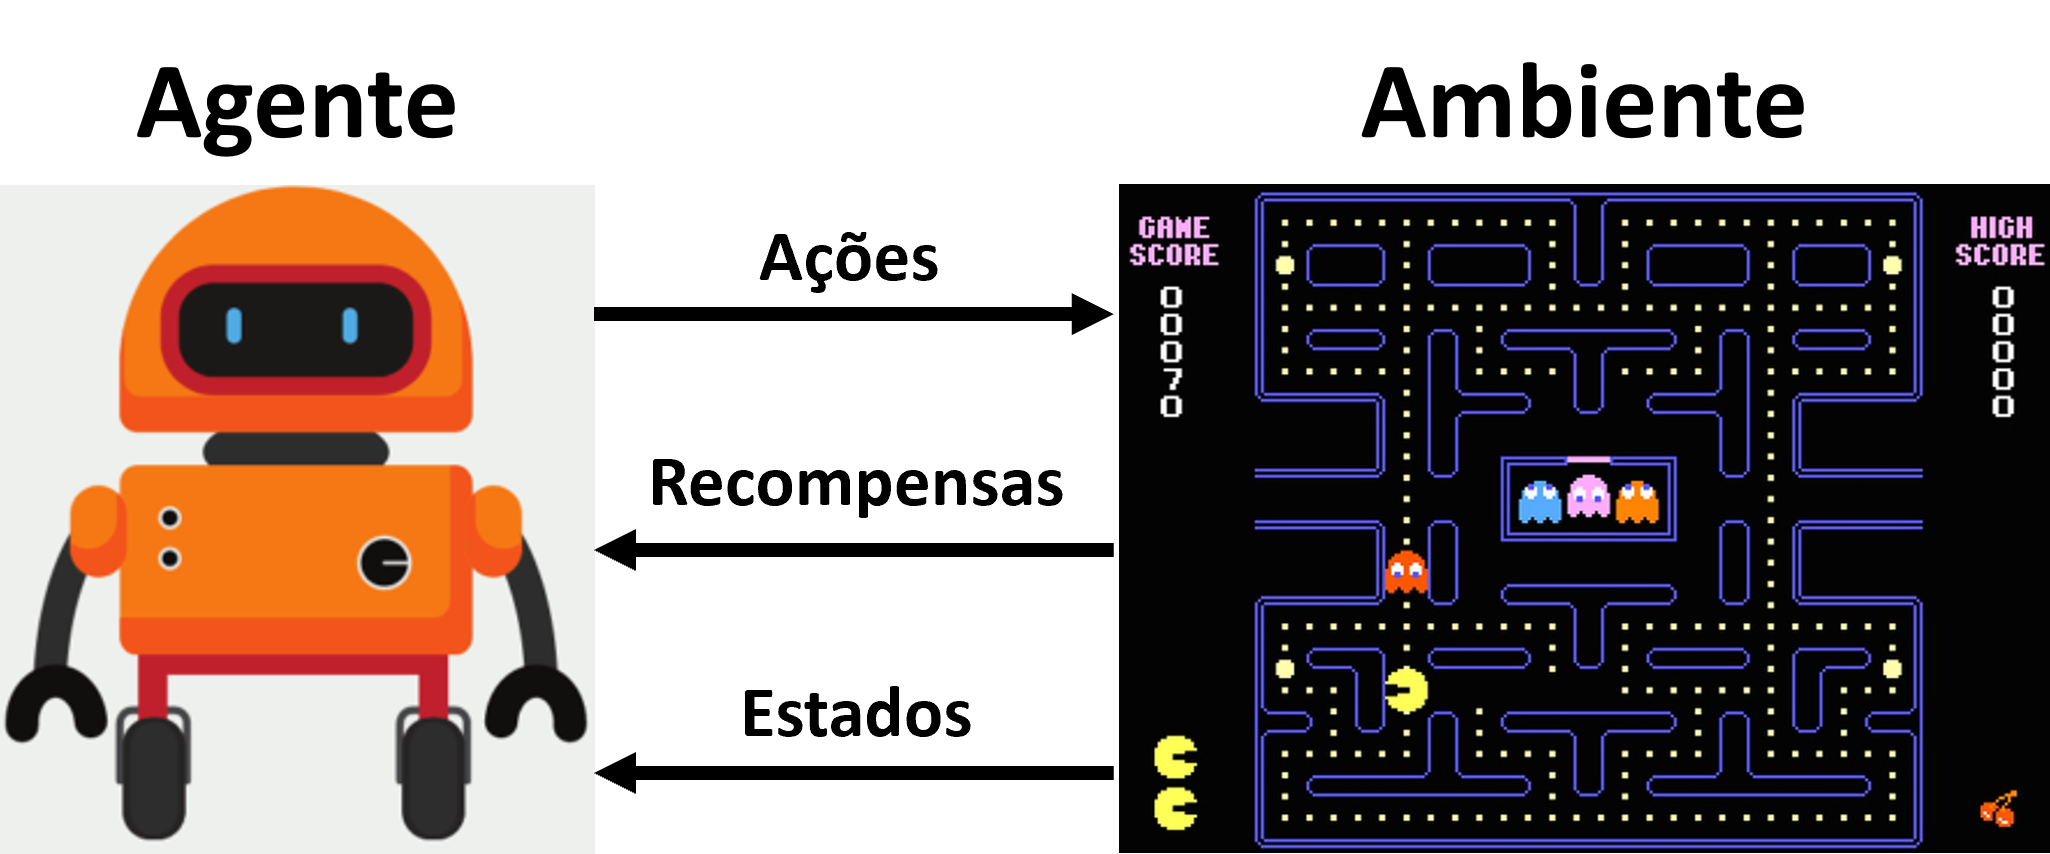 Agente
Ambiente
Ações
Recompensas
Estados
GAME
SCORE
0
0
0
7
0
HIGH
SCORE
0
0
0
0
0